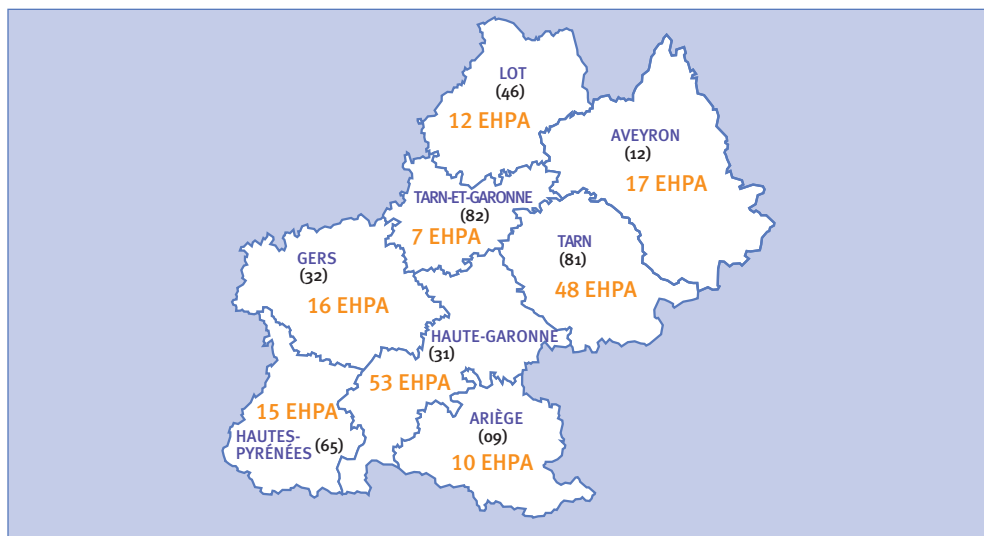 LOT
(46)
12 EHPA
AVEYRON
(12)
17 EHPA
TARN-ET-GARONNE
(82)
7 EHPA
TARN
(81)
48 EHPA
GERS
(32)
16 EHPA
HAUTE-GARONNE
(31)
53 EHPA
15 EHPA
HAUTES-
PYRÉNÉES (65)
ARIÈGE
(09)
10 EHPA